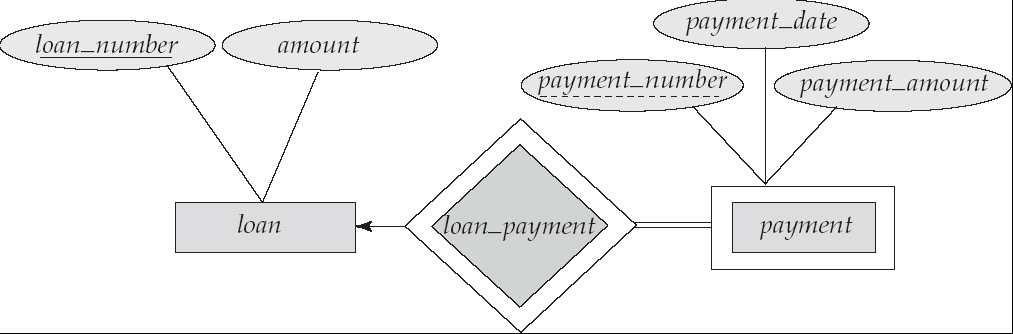 payment_date
loan_number
amount
payment_number
payment_amount
loan
loan_payment
payment